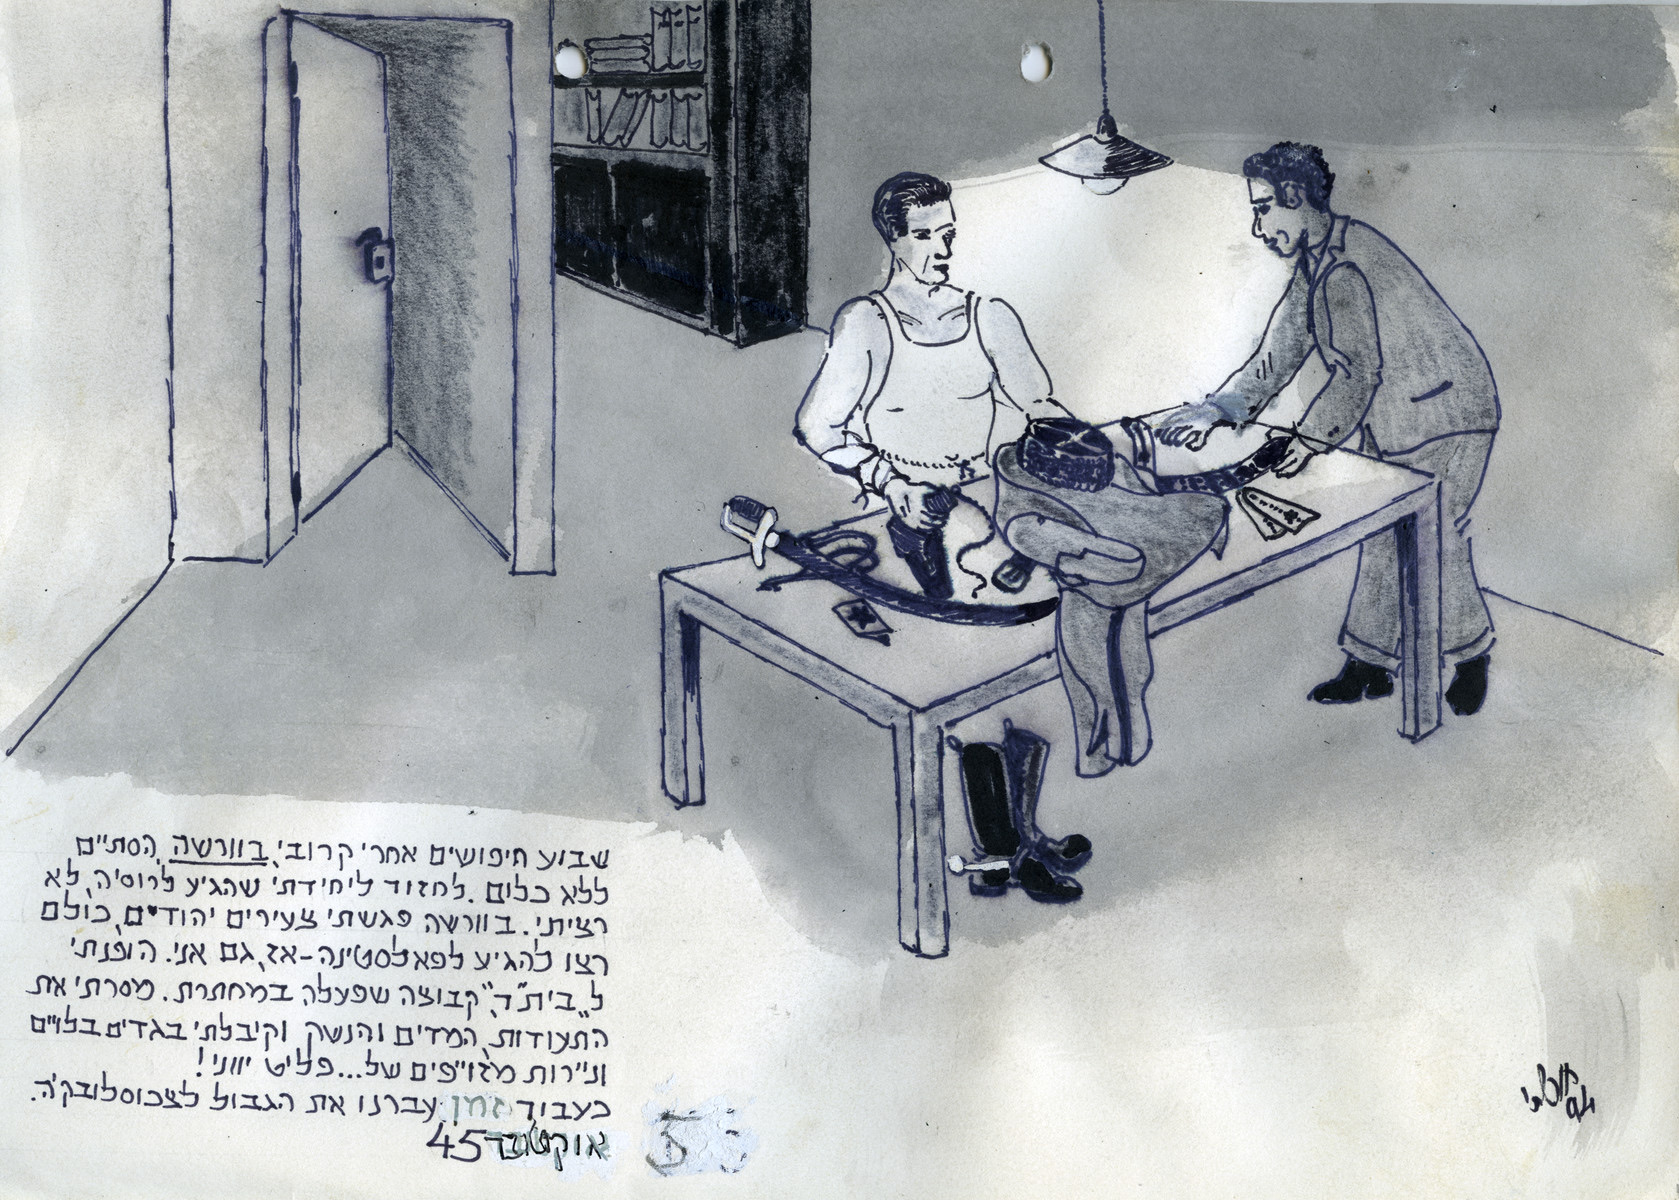 שבוע חיפושים אחרי קרובי, בוורשה, הסתיים
ללא כלום. לחזור ליחידתי שהגיע לרוסיה, לא
רציתי. בוורשה פגשתי צעירים יהודים, כולם
רצו להגיע לפאלסטינה-אז, גם אני. הופנתי
ל„בית״ר״, קבוצה שפעלה במחתרת. מסרתי את
התעודות, המדים והנשק וקיבלתי בגדים בלויים
וניירות מזוייפים של...פליט יווני!
כעבור זמן עברנו את הגבול לצכוסלובקיה.
אוקטובר 45
5